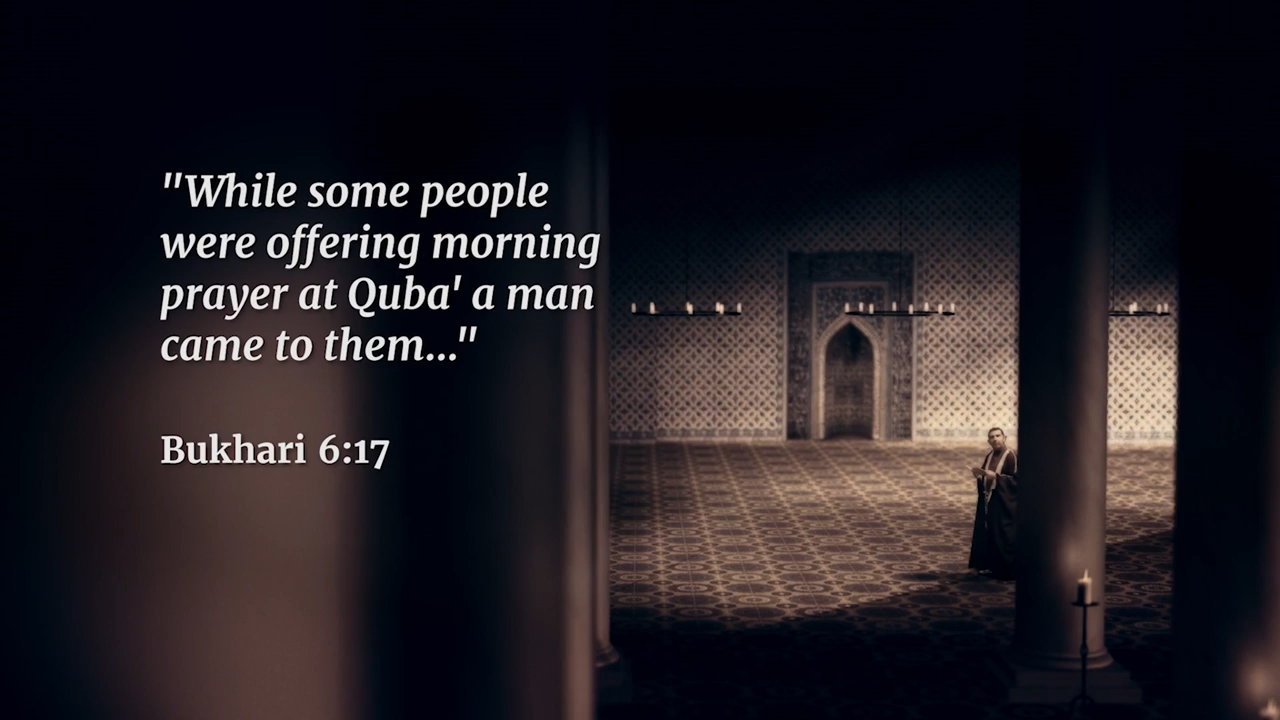 "While some people
were offering morning
prayer at Quba' a man
came to them..."
Bukhari 6:17